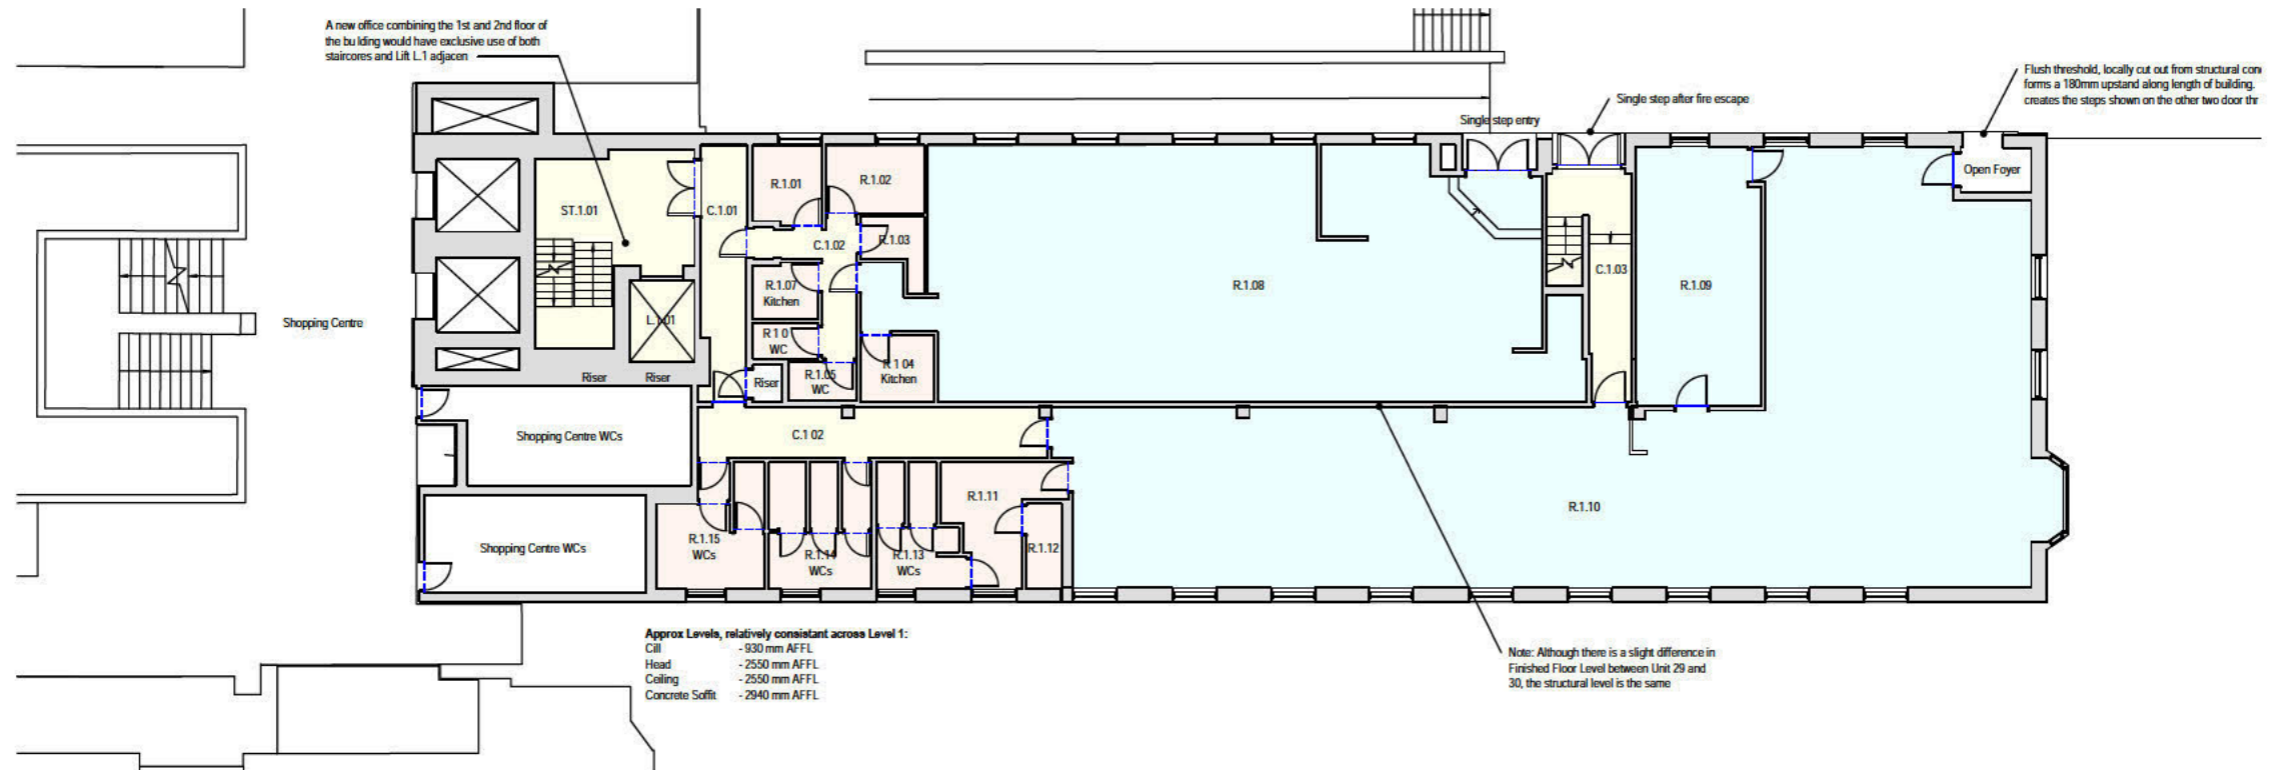 A new office combining the 1st and 2nd floor of
the bu lding would have exclusive use of both
staircores and Lift L.1 adjacen
Flush threshold, locally cut out from structural con
forms a 180mm upstand along length of building.
creates the steps shown on the other two door thr
Single step after fire escape
Single step entry
Open Foyer
R.1.01
R.1.02
ST.1.01
C.1.01
C.1.02
R.1.03
C.1.03
R.1.07
Kitchen
R.1.08
R.1.09
Shopping Centre
R 1 0
WC
R.1.05
WC
R 1 04
Kitchen
Riser
Riser
Riser
Shopping Centre WCs
C.1 02
R.1.11
R.1.10
Shopping Centre WCs
R.1.15
WCs
R.1.14
WCs
R.1.13
WCs
R.1.12
Approx Levels, relatively consistant across Level 1:
Cill - 930 mm AFFL
Head - 2550 mm AFFL
Ceiling - 2550 mm AFFL
Concrete Soffit - 2940 mm AFFL
Note: Although there is a slight difference in
Finished Floor Level between Unit 29 and
30, the structural level is the same